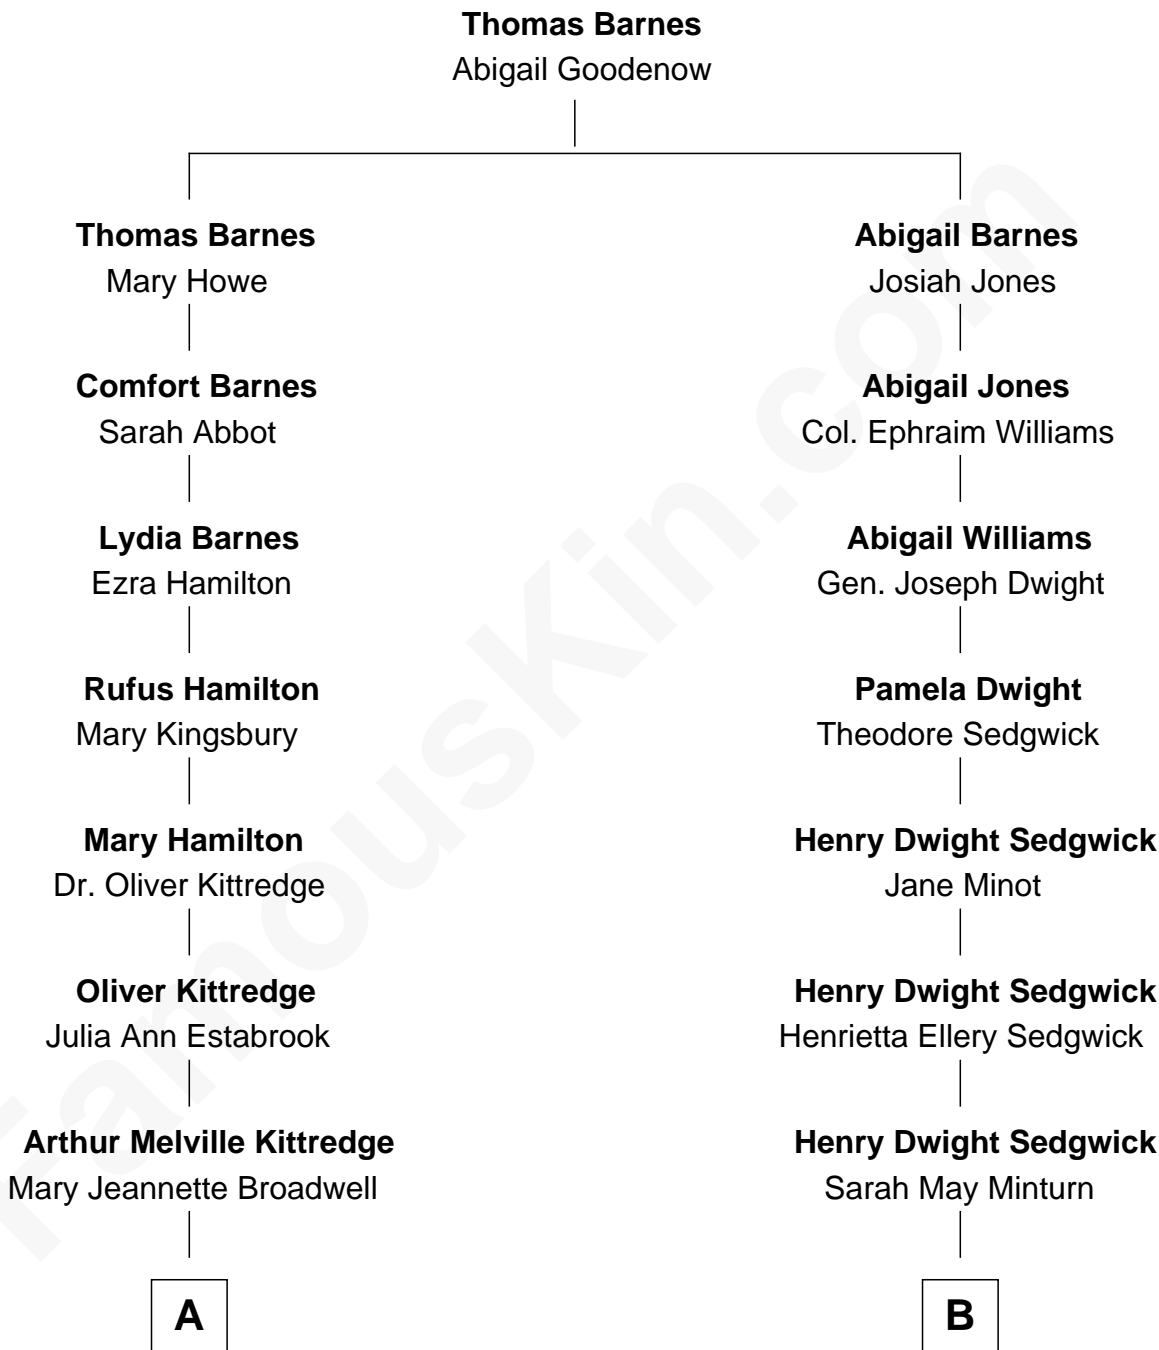 Thomas Barnes
Abigail Goodenow
Thomas Barnes
Mary Howe
Abigail Barnes
Josiah Jones
Comfort Barnes
Sarah Abbot
Abigail Jones
Col. Ephraim Williams
Lydia Barnes
Ezra Hamilton
Abigail Williams
Gen. Joseph Dwight
Rufus Hamilton
Mary Kingsbury
Pamela Dwight
Theodore Sedgwick
Mary Hamilton
Dr. Oliver Kittredge
Henry Dwight Sedgwick
Jane Minot
Oliver Kittredge
Julia Ann Estabrook
Henry Dwight Sedgwick
Henrietta Ellery Sedgwick
Arthur Melville Kittredge
Mary Jeannette Broadwell
Henry Dwight Sedgwick
Sarah May Minturn
A
B
FamousKin.com